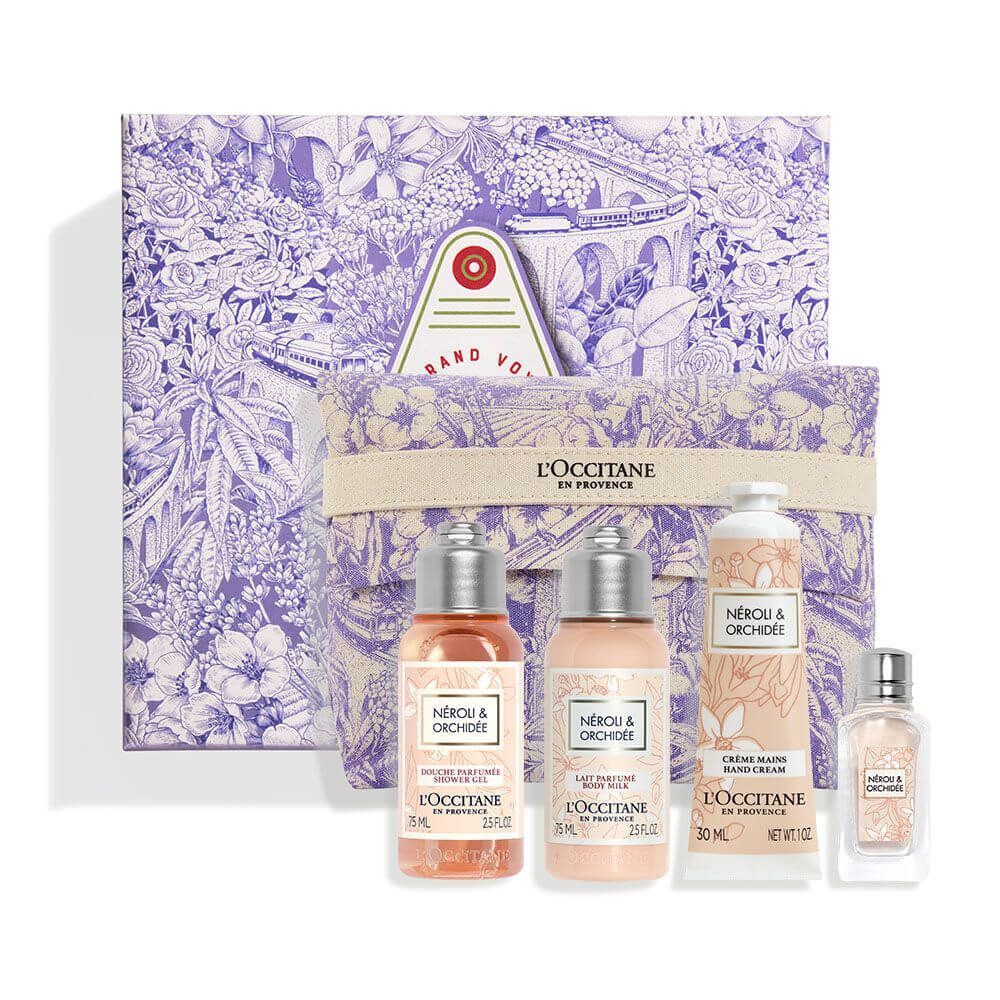 RAND VOY
L'OCCITANE
EN PROVENCE
NÉROLI &
ORCHIDÉE
DOUCHE PARFUMÉE
SHOWER GEL
L'OCCITANE
EN PROVENCE
75 ML 2.5 FL.OZ.
L'OCCITANE
NÉROLI &
ORCHIDÉE
LAIT PARFUMÉ
BODY MILK
L'OCCITANE
EN PROVENCE
75 ML 2.5 FL.OZ.
L'OCCITANE
NÉROLI &
ORCHIDÉE
CRÈME MAINS
HAND CREAM
L'OCCITANE
EN PROVENCE
30 ML NET WT. 1 OZ.
NÉROLI &
ORCHIDÉE